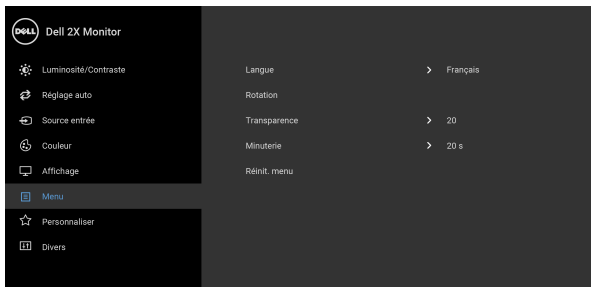 DELL Dell 2X Monitor
Luminosité/Contraste
Langue > Français
Réglage auto
Rotation
Source entrée
Transparence > 20
Couleur
Minuterie > 20 s
Affichage
Réinit. menu
Menu
Personnaliser
Divers